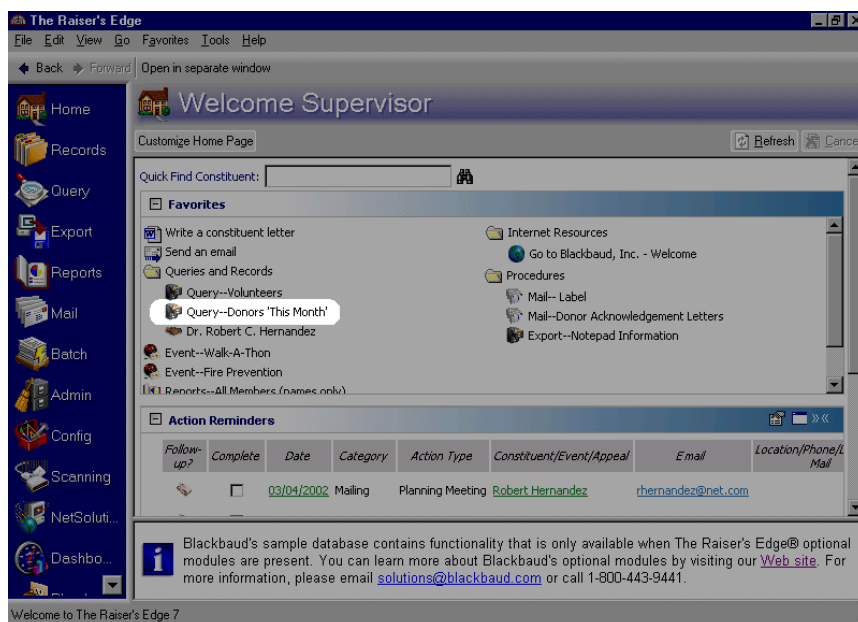 The Raiser's Edge
File Edit View Go Favorites Tools Help
Back Forward Open in separate window
Home
Welcome Supervisor
Customize Home Page Refresh Cance
Records
Query
Export
Reports
Mail
Batch
Admin
Config
Scanning
NetSoluti...
Dashbo...
Quick Find Constituent:
Favorites
Write a constituent letter
Send an email
Queries and Records
Query--Volunteers
Query--Donors 'This Month'
Dr. Robert C. Hernandez
Event--Walk-A-Thon
Event--Fire Prevention
Reports--All Members (names only)
Internet Resources
Go to Blackbaud, Inc. - Welcome
Procedures
Mail-- Label
Mail--Donor Acknowledgement Letters
Export--Notepad Information
Action Reminders
Follow-up? Complete Date Category Action Type Constituent/Event/Appeal Email Location/Phone/L Mail
03/04/2002 Mailing Planning Meeting Robert Hernandez rhernandez@net.com
Blackbaud's sample database contains functionality that is only available when The Raiser's Edge® optional
modules are present. You can learn more about Blackbaud's optional modules by visiting our Web site. For
more information, please email solutions@blackbaud.com or call 1-800-443-9441.
Welcome to The Raiser's Edge 7